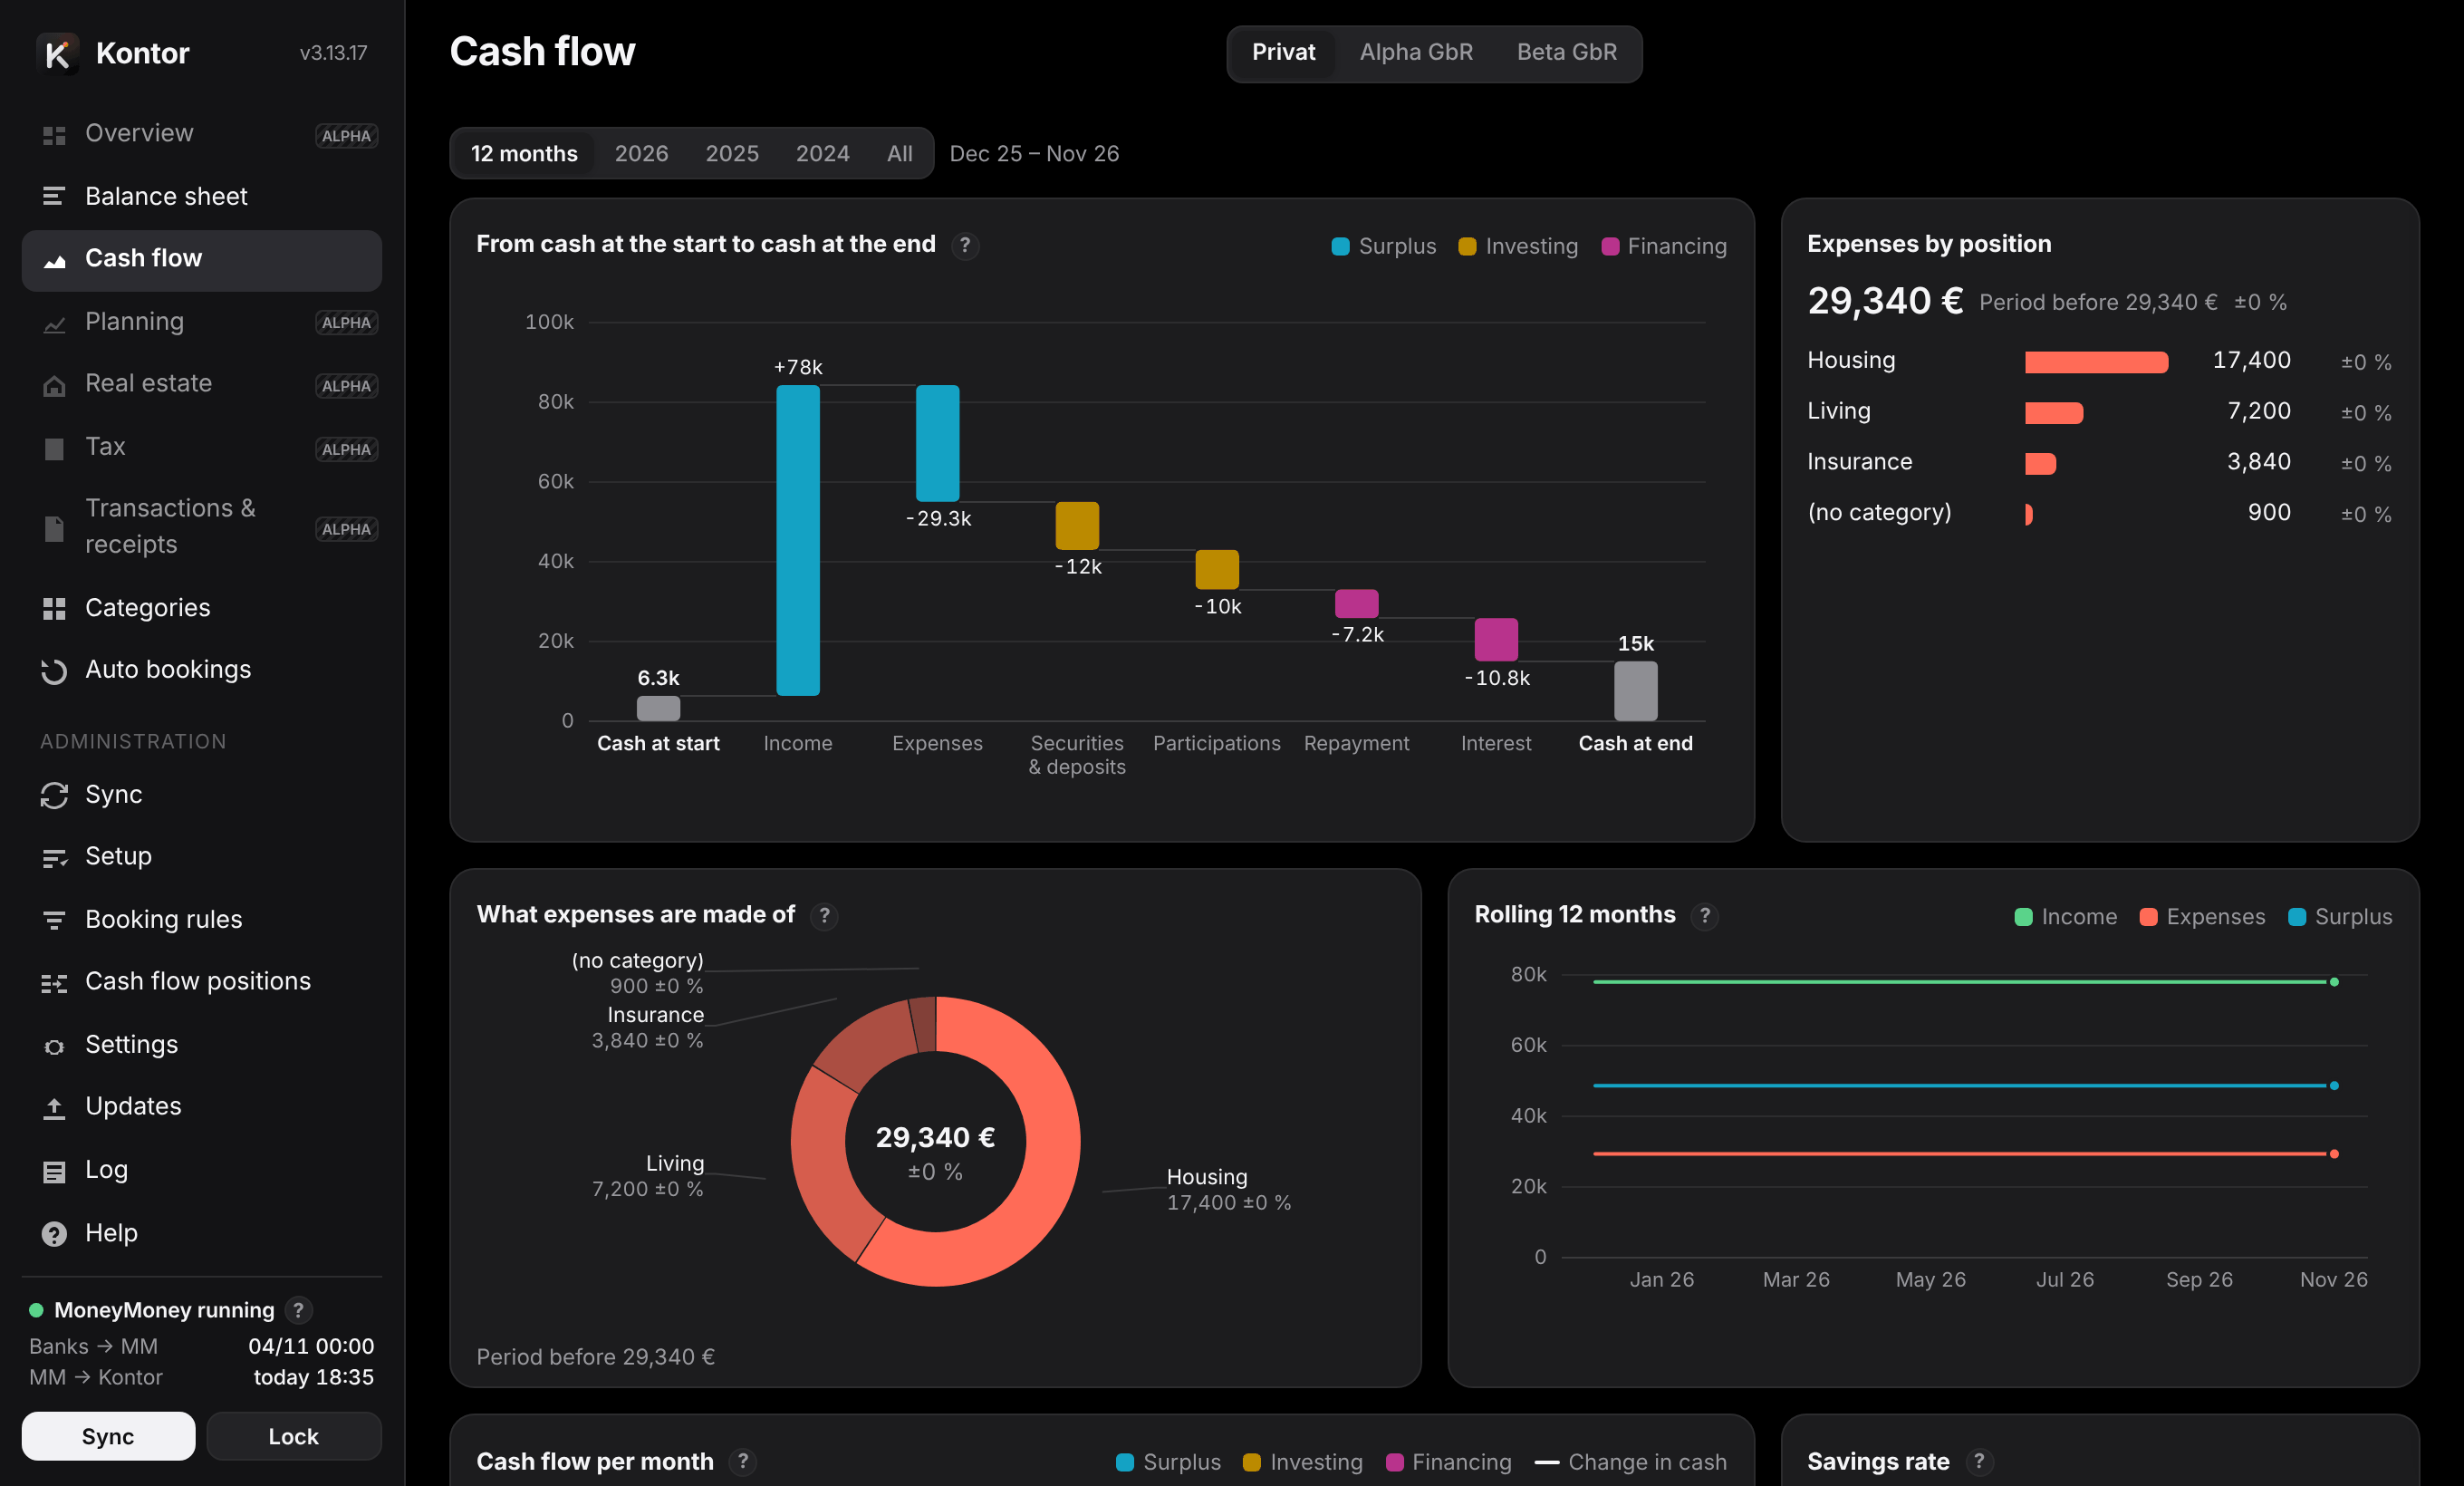 Kontor
v3.13.17
Overview
ALPHA
Balance sheet
Cash flow
Planning
ALPHA
Real estate
ALPHA
Tax
ALPHA
Transactions &
receipts
ALPHA
Categories
Auto bookings
ADMINISTRATION
Sync
Setup
Booking rules
Cash flow positions
Settings
Updates
Log
Help
MoneyMoney running ?
Banks → MM 04/11 00:00
MM → Kontor today 18:35
Sync
Lock
Cash flow
Privat
Alpha GbR
Beta GbR
12 months
2026
2025
2024
All
Dec 25 – Nov 26
From cash at the start to cash at the end ?
Surplus
Investing
Financing
100k
80k
60k
40k
20k
0
6.3k
+78k
-29.3k
-12k
-10k
-7.2k
-10.8k
15k
Cash at start
Income
Expenses
Securities
& deposits
Participations
Repayment
Interest
Cash at end
Expenses by position
29,340 € Period before 29,340 € ±0 %
Housing 17,400 ±0 %
Living 7,200 ±0 %
Insurance 3,840 ±0 %
(no category) 900 ±0 %
What expenses are made of ?
(no category)
900 ±0 %
Insurance
3,840 ±0 %
Living
7,200 ±0 %
29,340 €
±0 %
Housing
17,400 ±0 %
Period before 29,340 €
Rolling 12 months ?
Income
Expenses
Surplus
80k
60k
40k
20k
0
Jan 26
Mar 26
May 26
Jul 26
Sep 26
Nov 26
Cash flow per month ?
Surplus
Investing
Financing
Change in cash
Savings rate ?